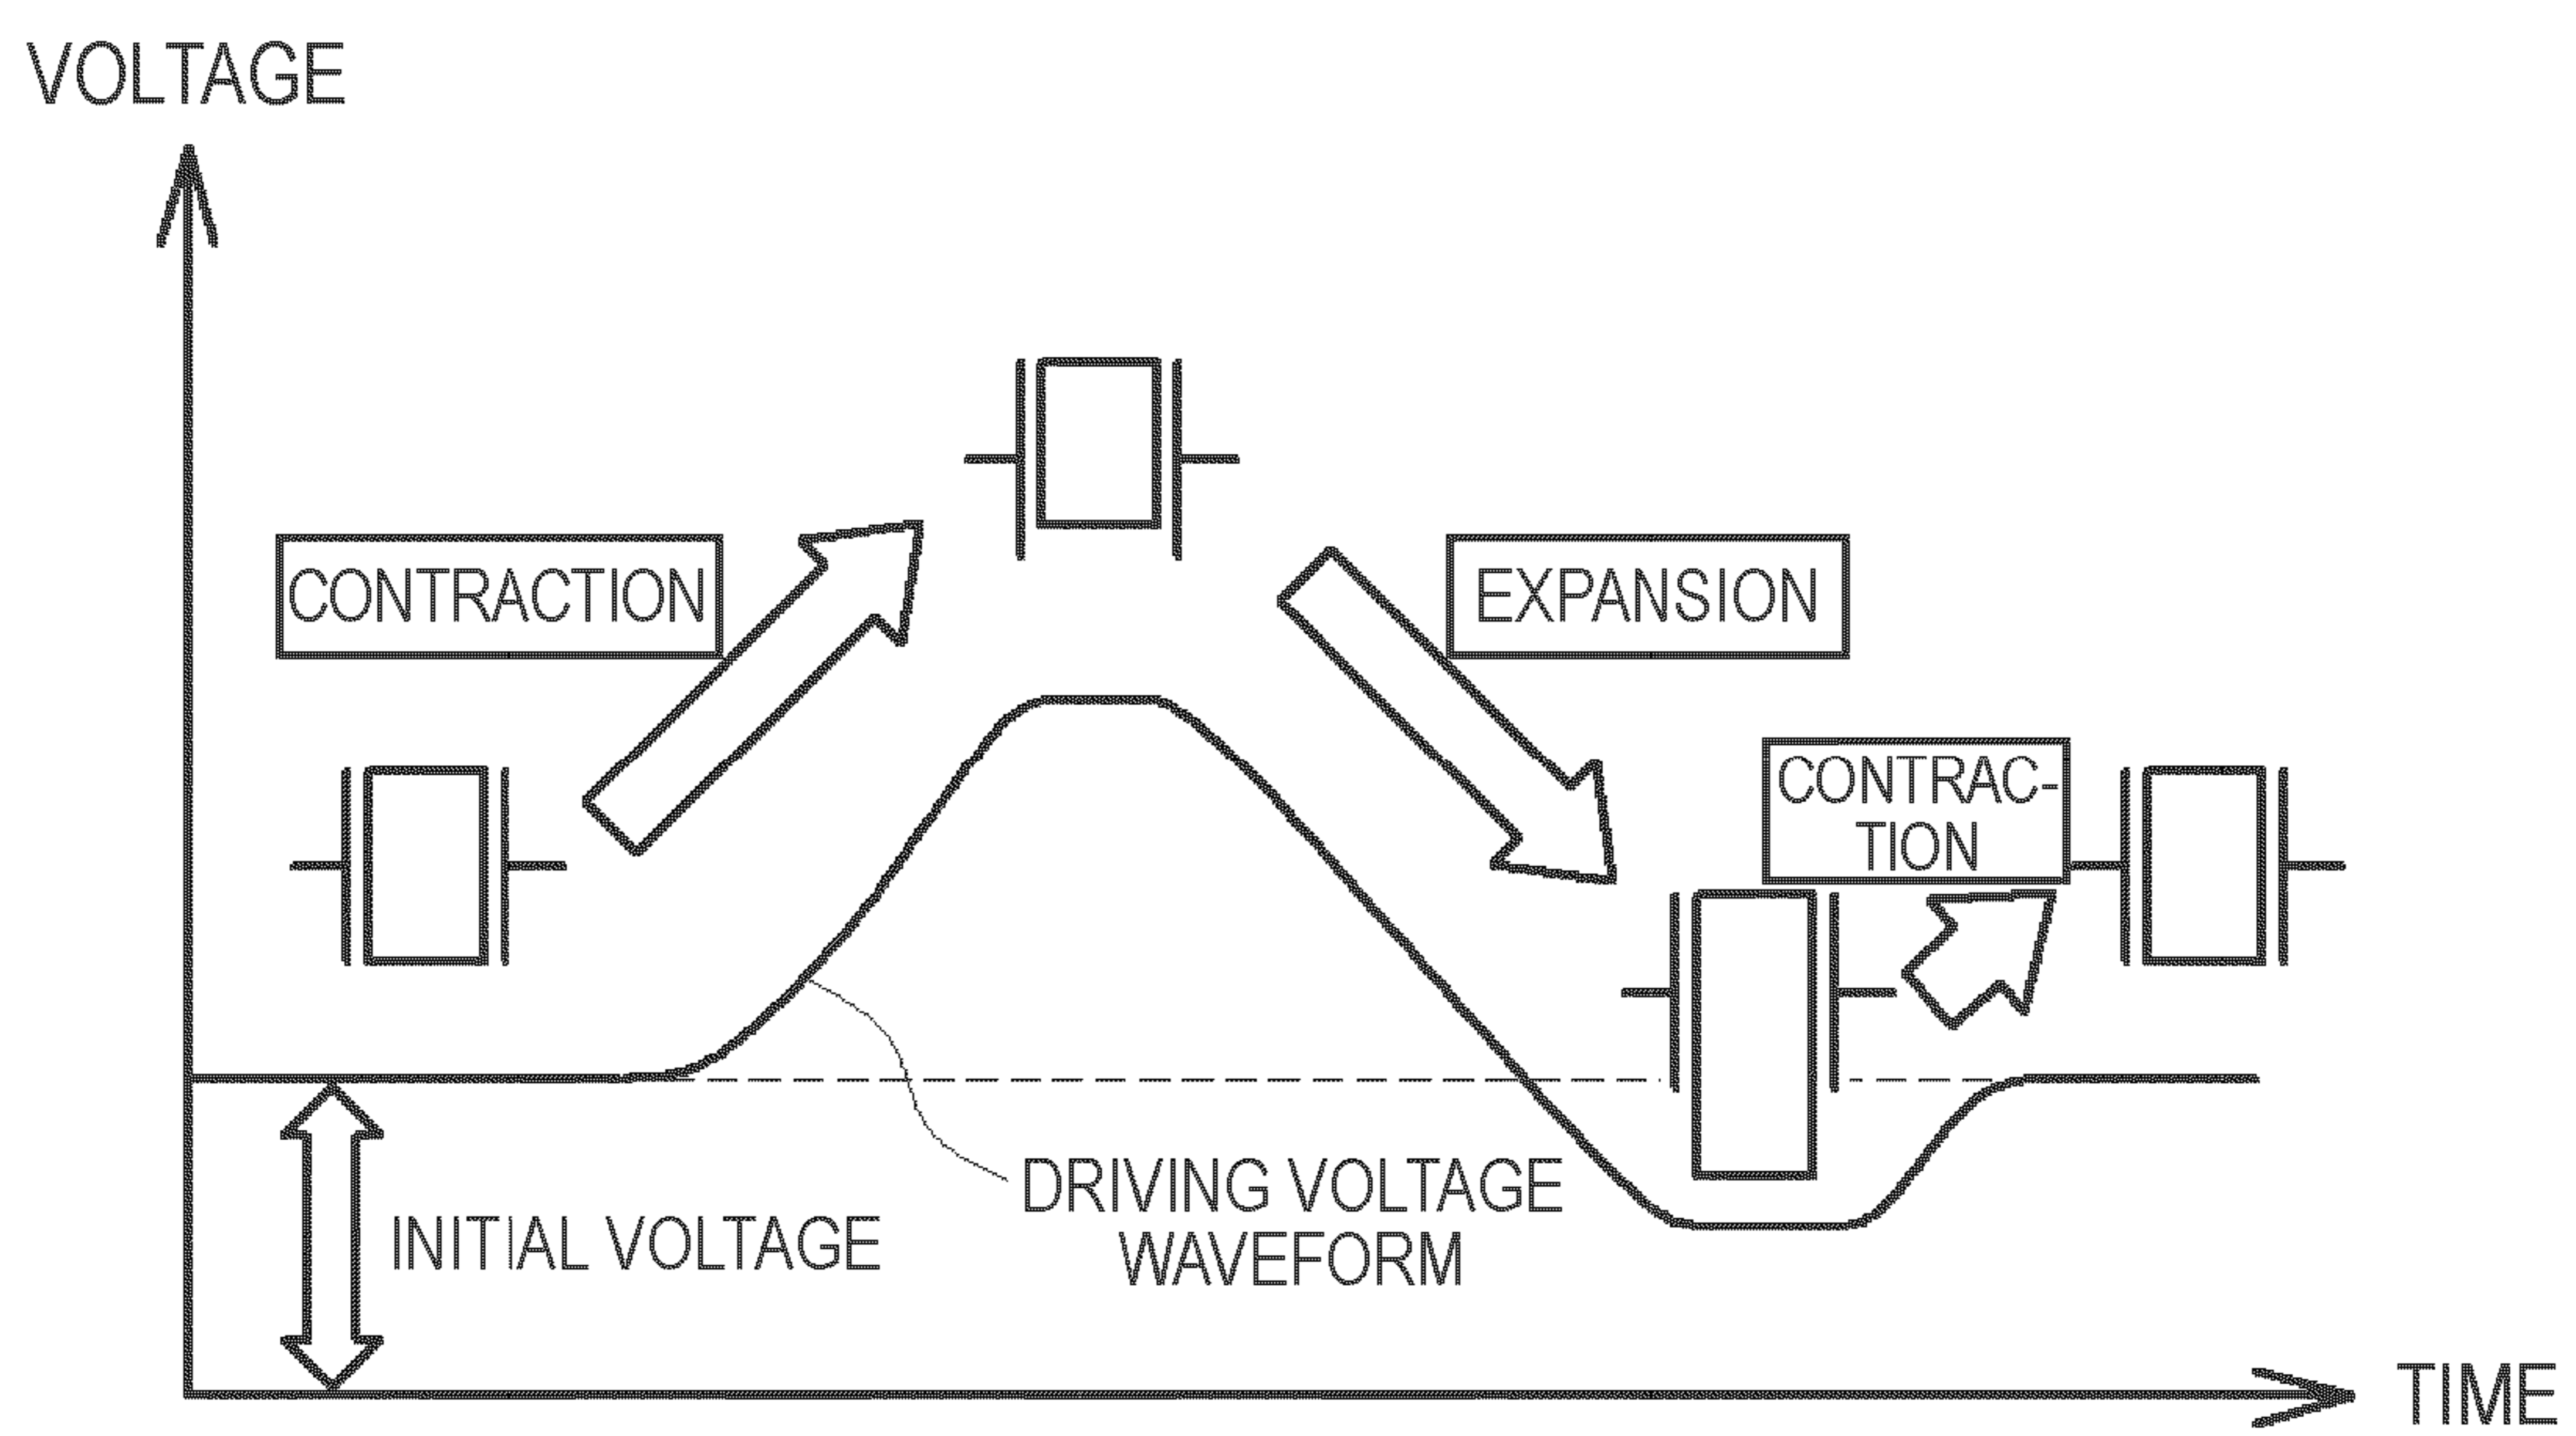 VOLTAGE
CONTRACTION
EXPANSION
CONTRAC-
TION
DRIVING VOLTAGE
WAVEFORM
INITIAL VOLTAGE
TIME